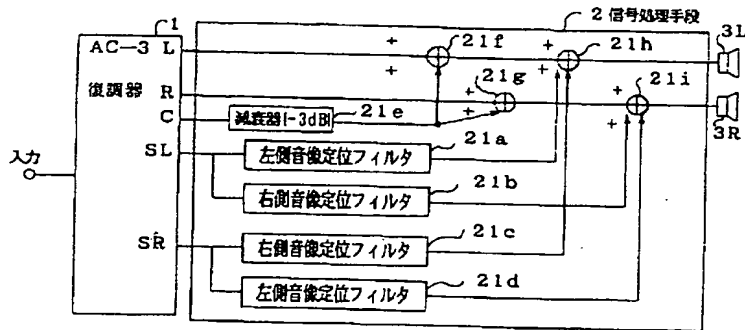 1
2 信号処理手段
AC-3 L
+
21f
+
21h
3L
+
+
復調器
R
+
21g
+
21i
C
減衰器(-3dB)
21e
+
+
3R
入力
SL
左側音像定位フィルタ
21a
右側音像定位フィルタ
21b
SR
右側音像定位フィルタ
21c
左側音像定位フィルタ
21d